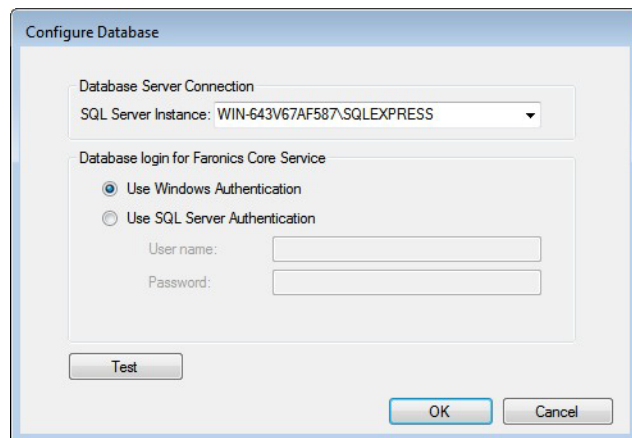 Configure Database
Database Server Connection
SQL Server Instance: WIN-643V67AF587\SQLEXPRESS
Database login for Faronics Core Service
Use Windows Authentication
Use SQL Server Authentication
User name:
Password:
Test
OK Cancel